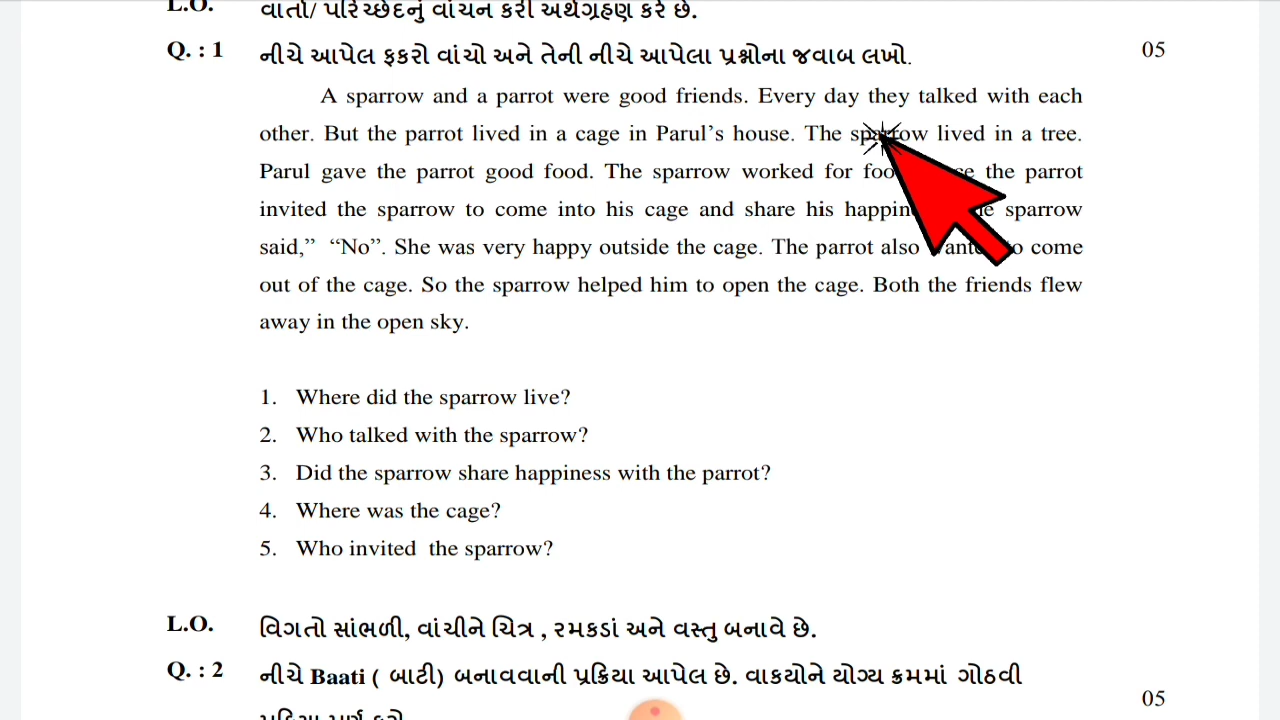 L.O. વાર્તા/ પરિચ્છેદનું વાંચન કરી અર્થગ્રહણ કરે છે.
Q. : 1 નીચે આપેલ ફકરો વાંચો અને તેની નીચે આપેલા પ્રશ્નોના જવાબ લખો. 05
A sparrow and a parrot were good friends. Every day they talked with each
other. But the parrot lived in a cage in Parul’s house. The sparrow lived in a tree.
Parul gave the parrot good food. The sparrow worked for the parrot
invited the sparrow to come into his cage and share his sparrow
said,” “No”. She was very happy outside the cage. The parrot also wanted to come
out of the cage. So the sparrow helped him to open the cage. Both the friends flew
away in the open sky.
1. Where did the sparrow live?
2. Who talked with the sparrow?
3. Did the sparrow share happiness with the parrot?
4. Where was the cage?
5. Who invited the sparrow?
L.O. વિગતો સાંભળી, વાંચીને ચિત્ર , રમકડાં અને વસ્તુ બનાવે છે.
Q. : 2 નીચે Baati ( બાટી) બનાવવાની પ્રક્રિયા આપેલ છે. વાકયોને યોગ્ય ક્રમમાં ગોઠવી
05